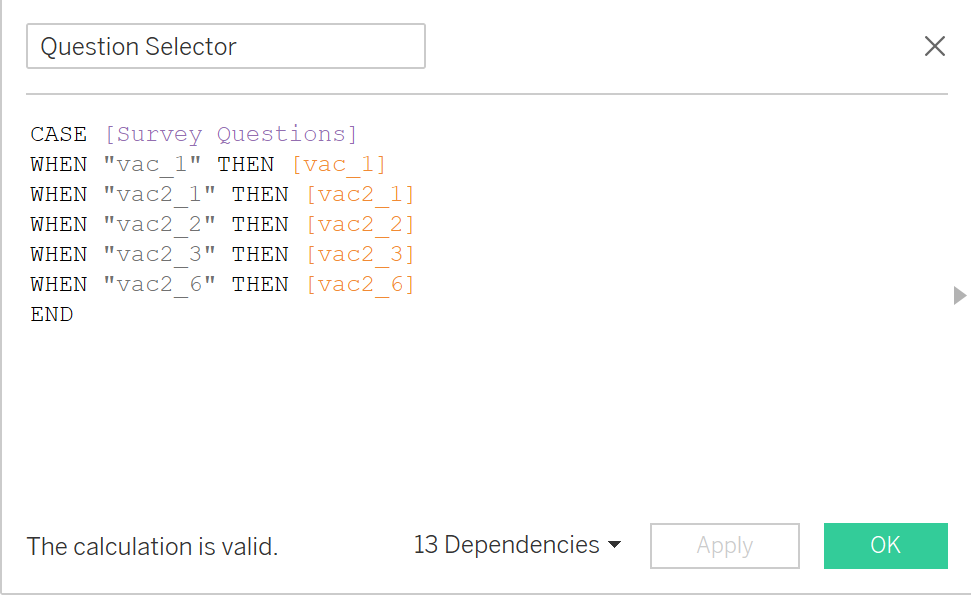 Question Selector
CASE [Survey Questions]
WHEN "vac_1" THEN [vac_1]
WHEN "vac2_1" THEN [vac2_1]
WHEN "vac2_2" THEN [vac2_2]
WHEN "vac2_3" THEN [vac2_3]
WHEN "vac2_6" THEN [vac2_6]
END
The calculation is valid. 13 Dependencies Apply OK